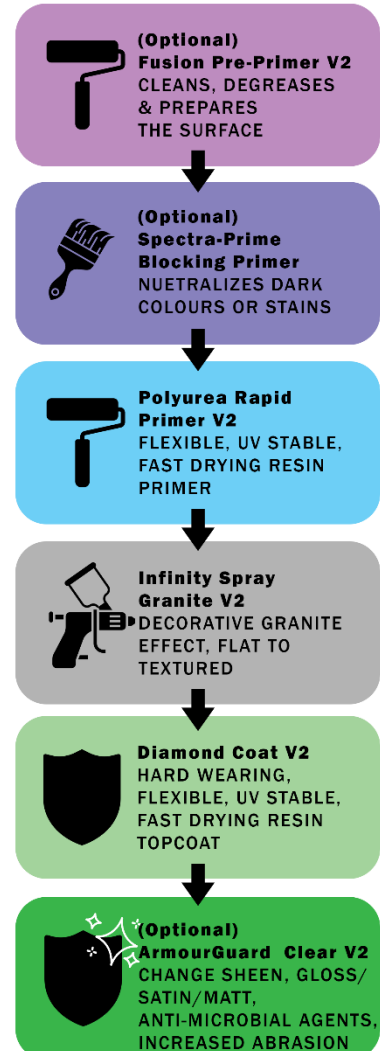 (Optional)
Fusion Pre-Primer V2
CLEANS, DEGREASES
& PREPARES
THE SURFACE
(Optional)
Spectra-Prime
Blocking Primer
NUETRALIZES DARK
COLOURS OR STAINS
Polyurea Rapid
Primer V2
FLEXIBLE, UV STABLE,
FAST DRYING RESIN
PRIMER
Infinity Spray
Granite V2
DECORATIVE GRANITE
EFFECT, FLAT TO
TEXTURED
Diamond Coat V2
HARD WEARING,
FLEXIBLE, UV STABLE,
FAST DRYING RESIN
TOPCOAT
(Optional)
ArmourGuard Clear V2
CHANGE SHEEN, GLOSS/
SATIN/MATT,
ANTI-MICROBIAL AGENTS,
INCREASED ABRASION